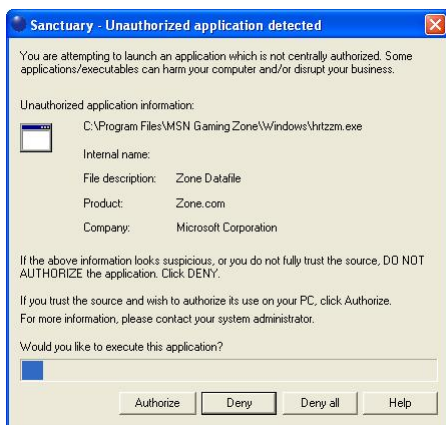 Sanctuary - Unauthorized application detected
You are attempting to launch an application which is not centrally authorized. Some
applications/executables can harm your computer and/or disrupt your business.
Unauthorized application information:
C:\Program Files\MSN Gaming Zone\Windows\hrtzzm.exe
Internal name:
File description: Zone Datafile
Product: Zone.com
Company: Microsoft Corporation
If the above information looks suspicious, or you do not fully trust the source, DO NOT
AUTHORIZE the application. Click DENY.
If you trust the source and wish to authorize its use on your PC, click Authorize.
For more information, please contact your system administrator.
Would you like to execute this application?
Authorize Deny Deny all Help